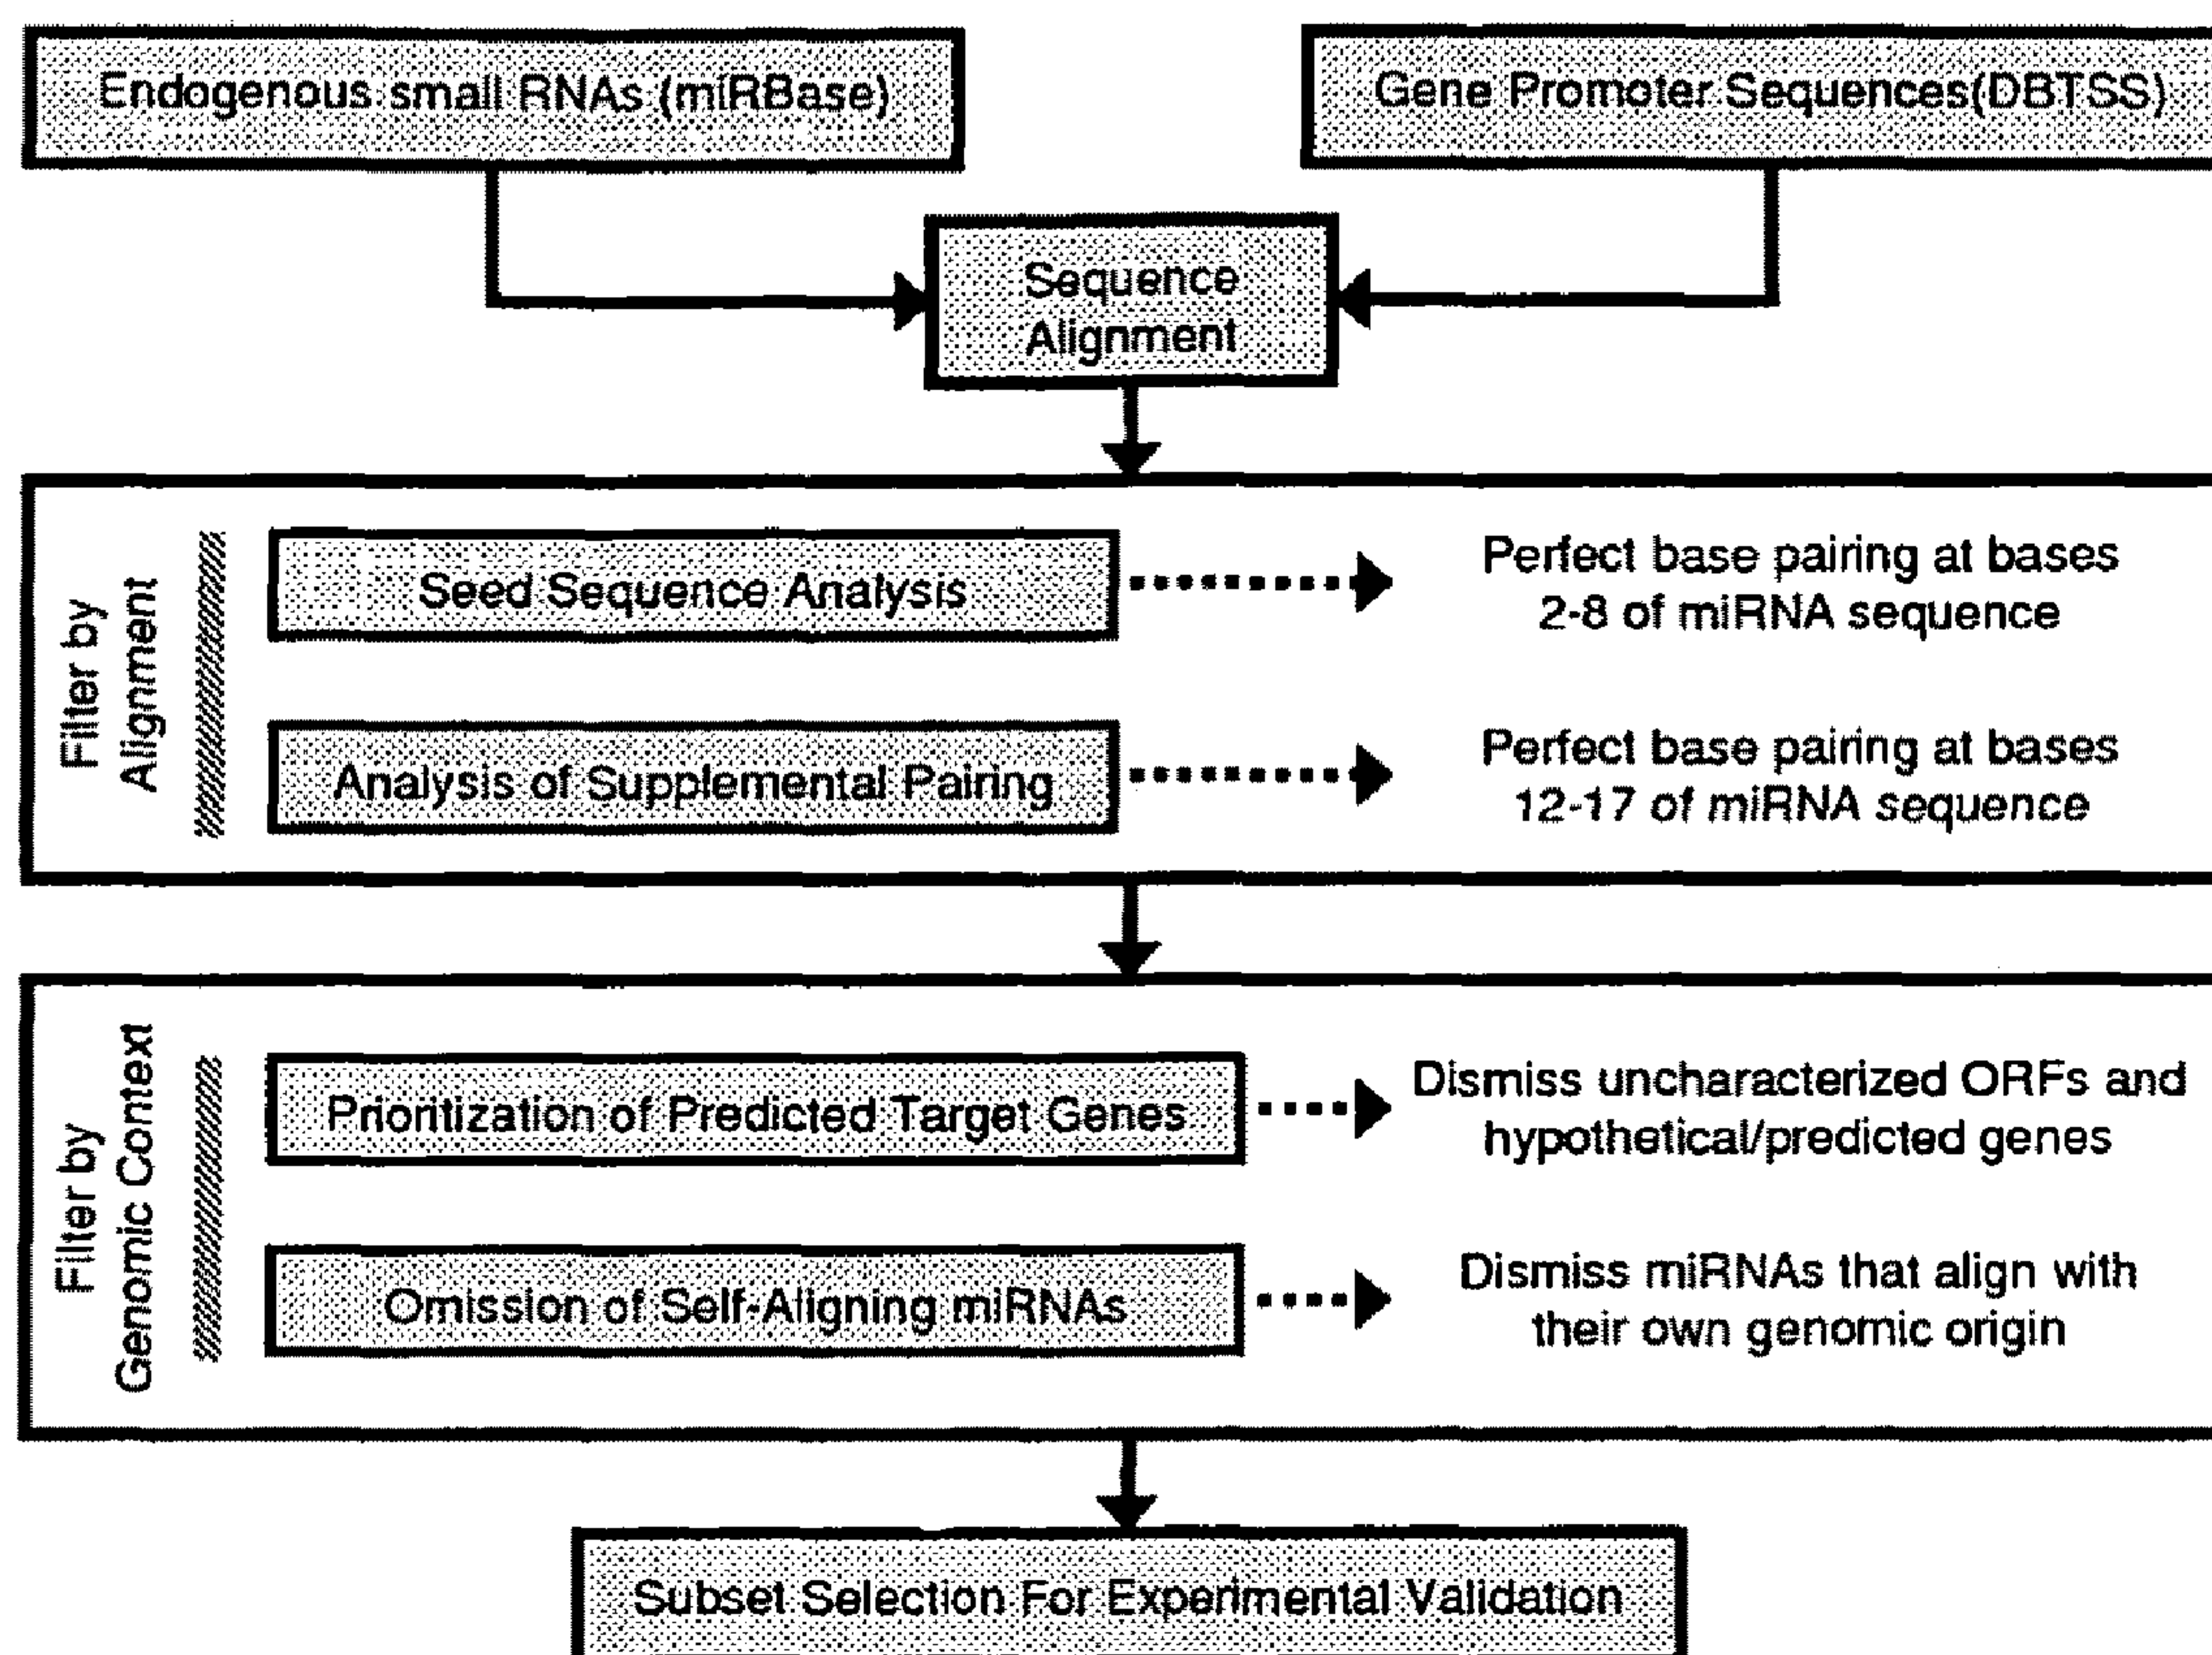 Endogenous small RNAs (miRBase)
Gene Promoter Sequences(DBTSS)
Sequence
Alignment
Filter by
Alignment
Seed Sequence Analysis
Perfect base pairing at bases
2-8 of miRNA sequence
Analysis of Supplemental Pairing
Perfect base pairing at bases
12-17 of miRNA sequence
Filter by
Genomic Context
Prioritization of Predicted Target Genes
Dismiss uncharacterized ORFs and
hypothetical/predicted genes
Omission of Self-Aligning miRNAs
Dismiss miRNAs that align with
their own genomic origin
Subset Selection For Experimental Validation